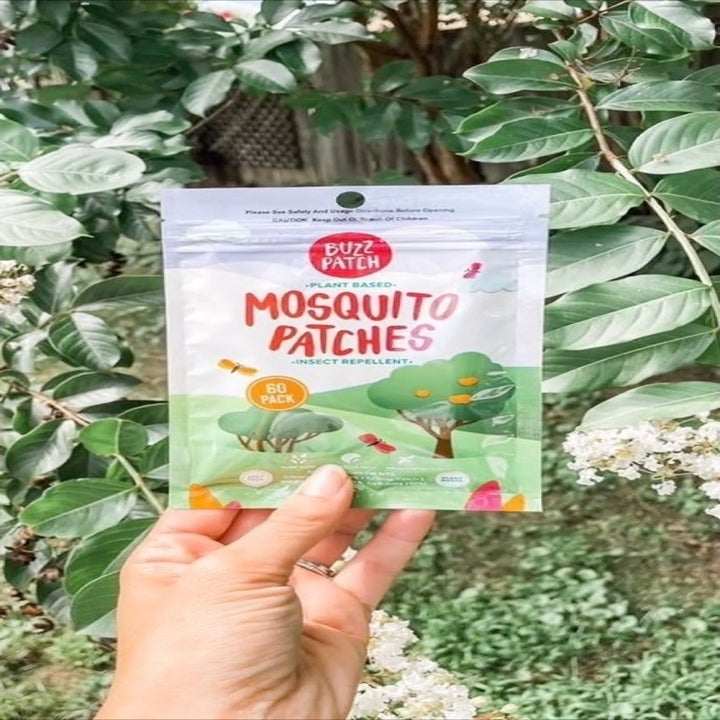 Please See Safety And Usage Directions Before Opening
CAUTION: Keep Out Of Reach Of Children
BUZZ
PATCH
·PLANT BASED·
MOSQUITO
PATCHES
·INSECT REPELLENT·
60
PACK